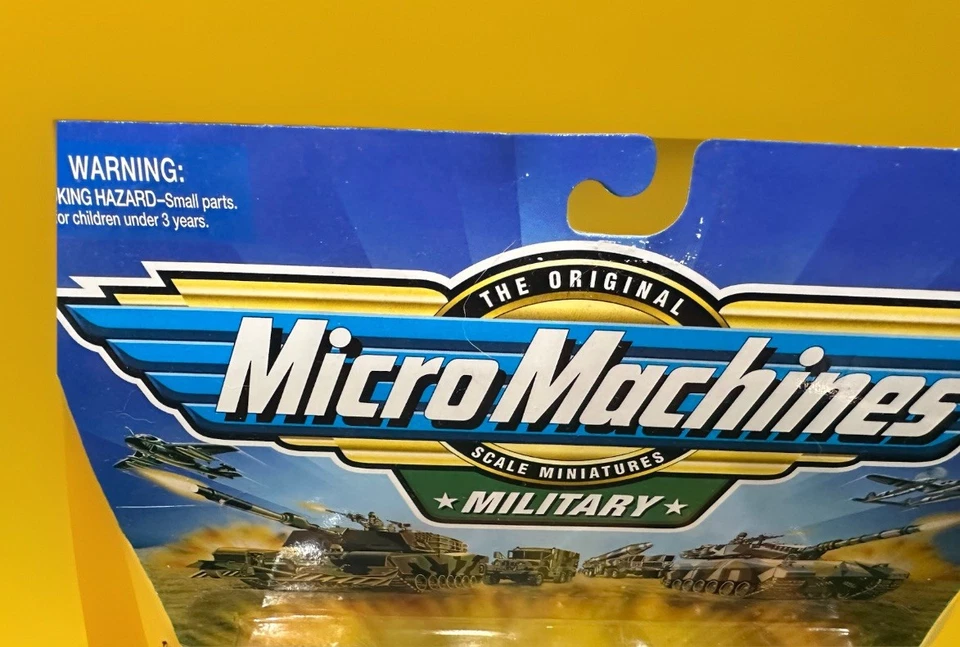 WARNING:
KING HAZARD–Small parts.
or children under 3 years.
THE ORIGINAL
Micro Machines
SCALE MINIATURES
MILITARY